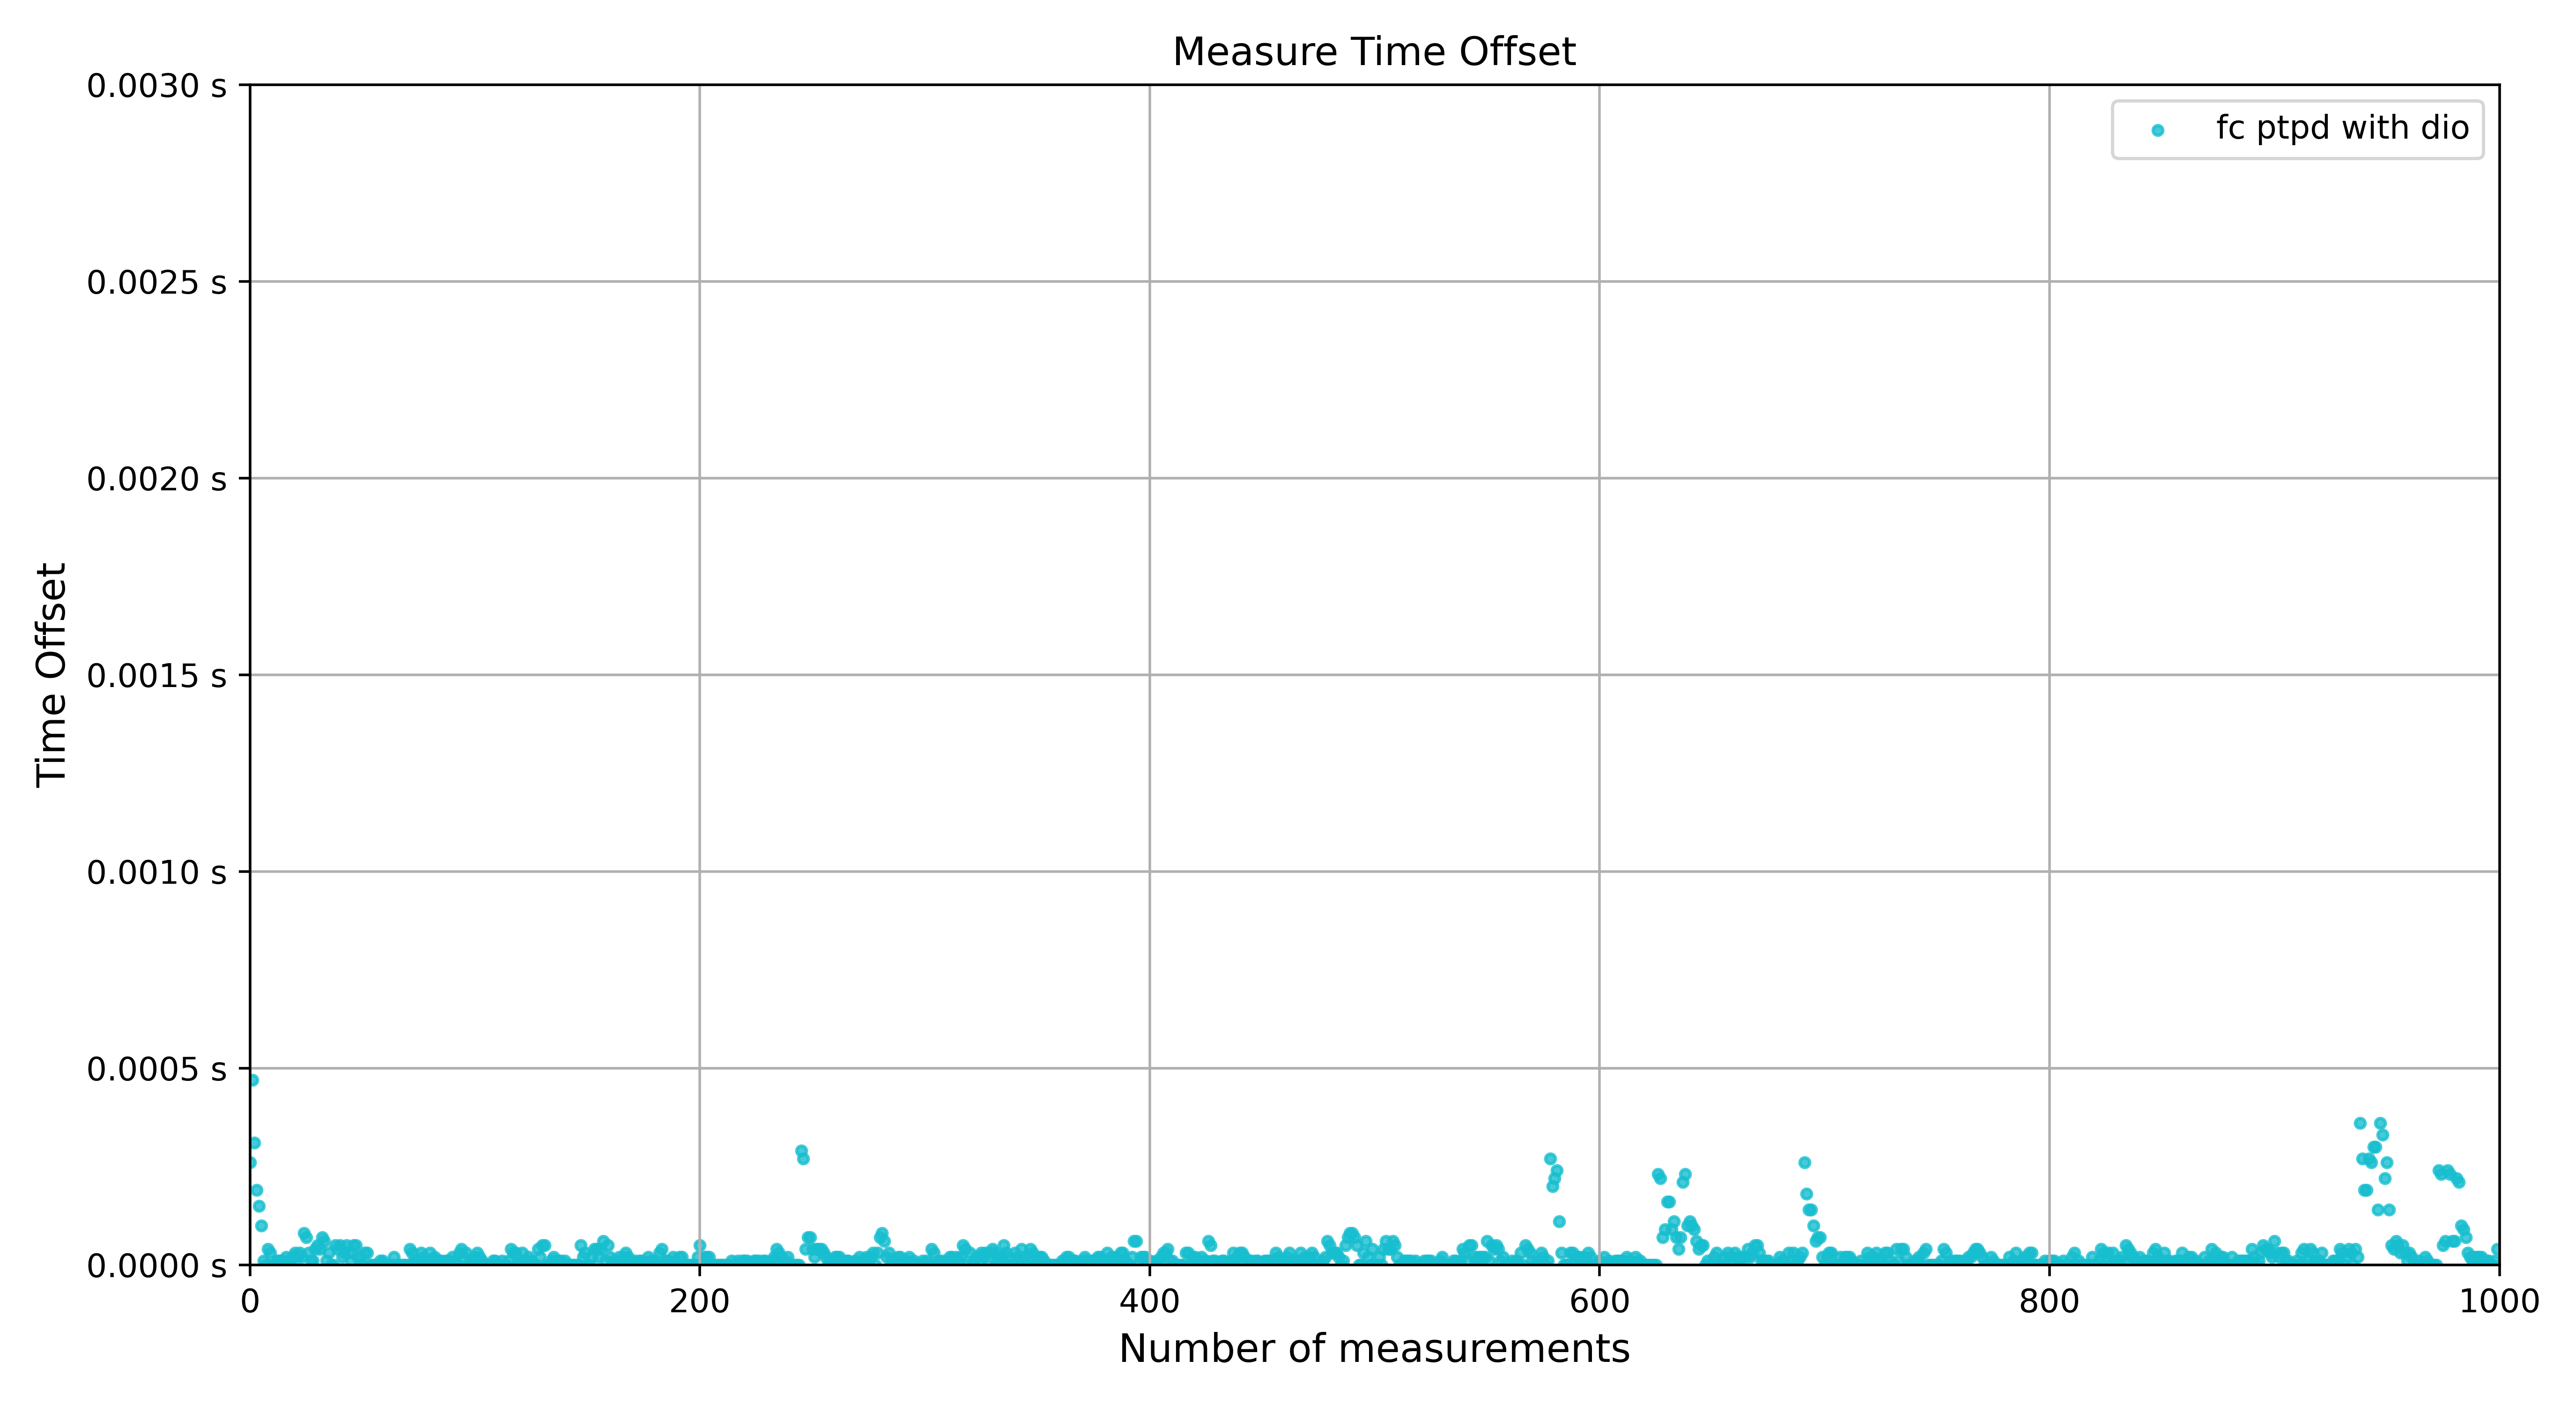 Measure Time Offset
fc ptpd with dio
Time Offset
0.0030 s
0.0025 s
0.0020 s
0.0015 s
0.0010 s
0.0005 s
0.0000 s
0 200 400 600 800 1000
Number of measurements